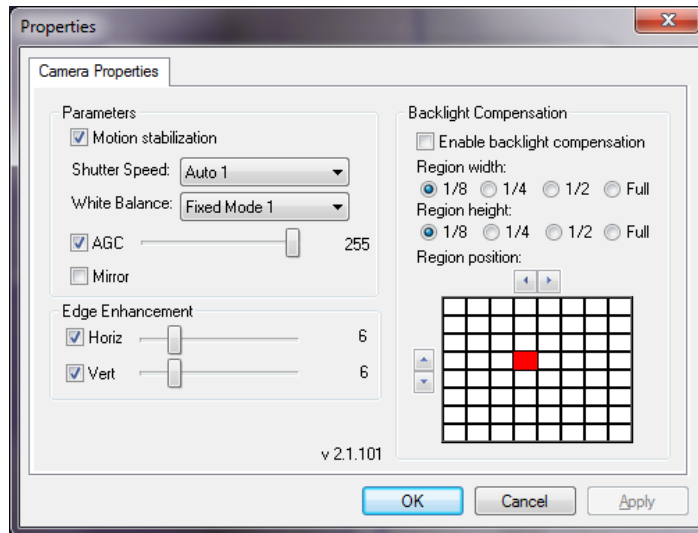 Properties
Camera Properties
Parameters
Motion stabilization
Shutter Speed: Auto 1
White Balance: Fixed Mode 1
AGC 255
Mirror
Edge Enhancement
Horiz 6
Vert 6
v 2.1.101
Backlight Compensation
Enable backlight compensation
Region width:
1/8 1/4 1/2 Full
Region height:
1/8 1/4 1/2 Full
Region position:
OK Cancel Apply